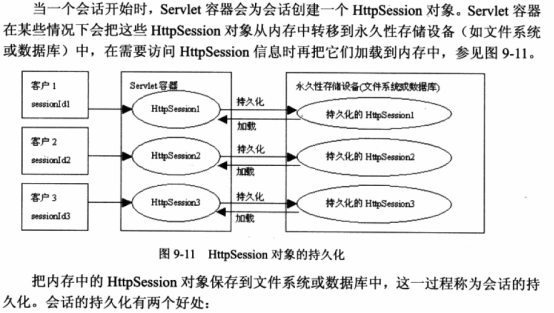 当一个会话开始时，Servlet 容器会为会话创建一个 HttpSession 对象。Servlet 容器
在某些情况下会把这些 HttpSession 对象从内存中转移到永久性存储设备（如文件系统
或数据库）中，在需要访问 HttpSession 信息时再把它们加载到内存中，参见图 9-11。
Servlet容器
永久性存储设备(文件系统或数据库)
客户 1
sessionId1
HttpSession1
持久化
加载
持久化的 HttpSession1
客户 2
sessionId2
HttpSession2
持久化
加载
持久化的 HttpSession2
客户 3
sessionId3
HttpSession3
持久化
加载
持久化的 HttpSession3
图 9-11 HttpSession 对象的持久化
把内存中的 HttpSession 对象保存到文件系统或数据库中，这一过程称为会话的持
久化。会话的持久化有两个好处：